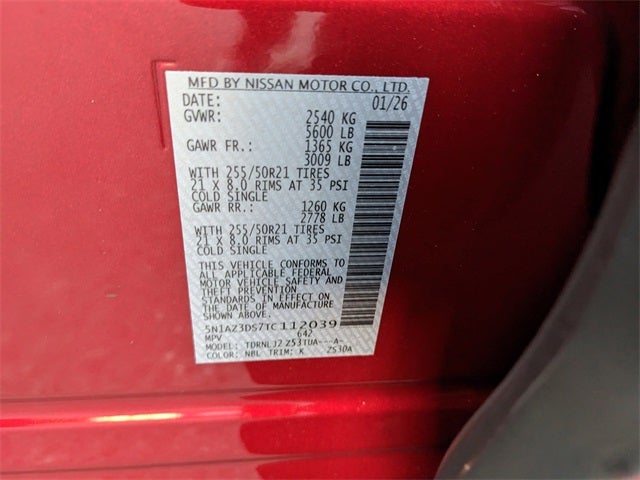 MFD BY NISSAN MOTOR CO., LTD.
DATE: 01/26
GVWR: 2540 KG
5600 LB
GAWR FR.: 1365 KG
3009 LB
WITH 255/50R21 TIRES
21 X 8.0 RIMS AT 35 PSI
COLD SINGLE
GAWR RR.: 1260 KG
2778 LB
WITH 255/50R21 TIRES
21 X 8.0 RIMS AT 35 PSI
COLD SINGLE
THIS VEHICLE CONFORMS TO
ALL APPLICABLE FEDERAL
MOTOR VEHICLE SAFETY AND
THEFT PREVENTION
STANDARDS IN EFFECT ON
THE DATE OF MANUFACTURE
SHOWN ABOVE.
5N1AZ3DS7TC112039
MPV 642
MODEL: TDRNLJZ Z53TUA---A-
COLOR: NBL TRIM: K ZS3DA